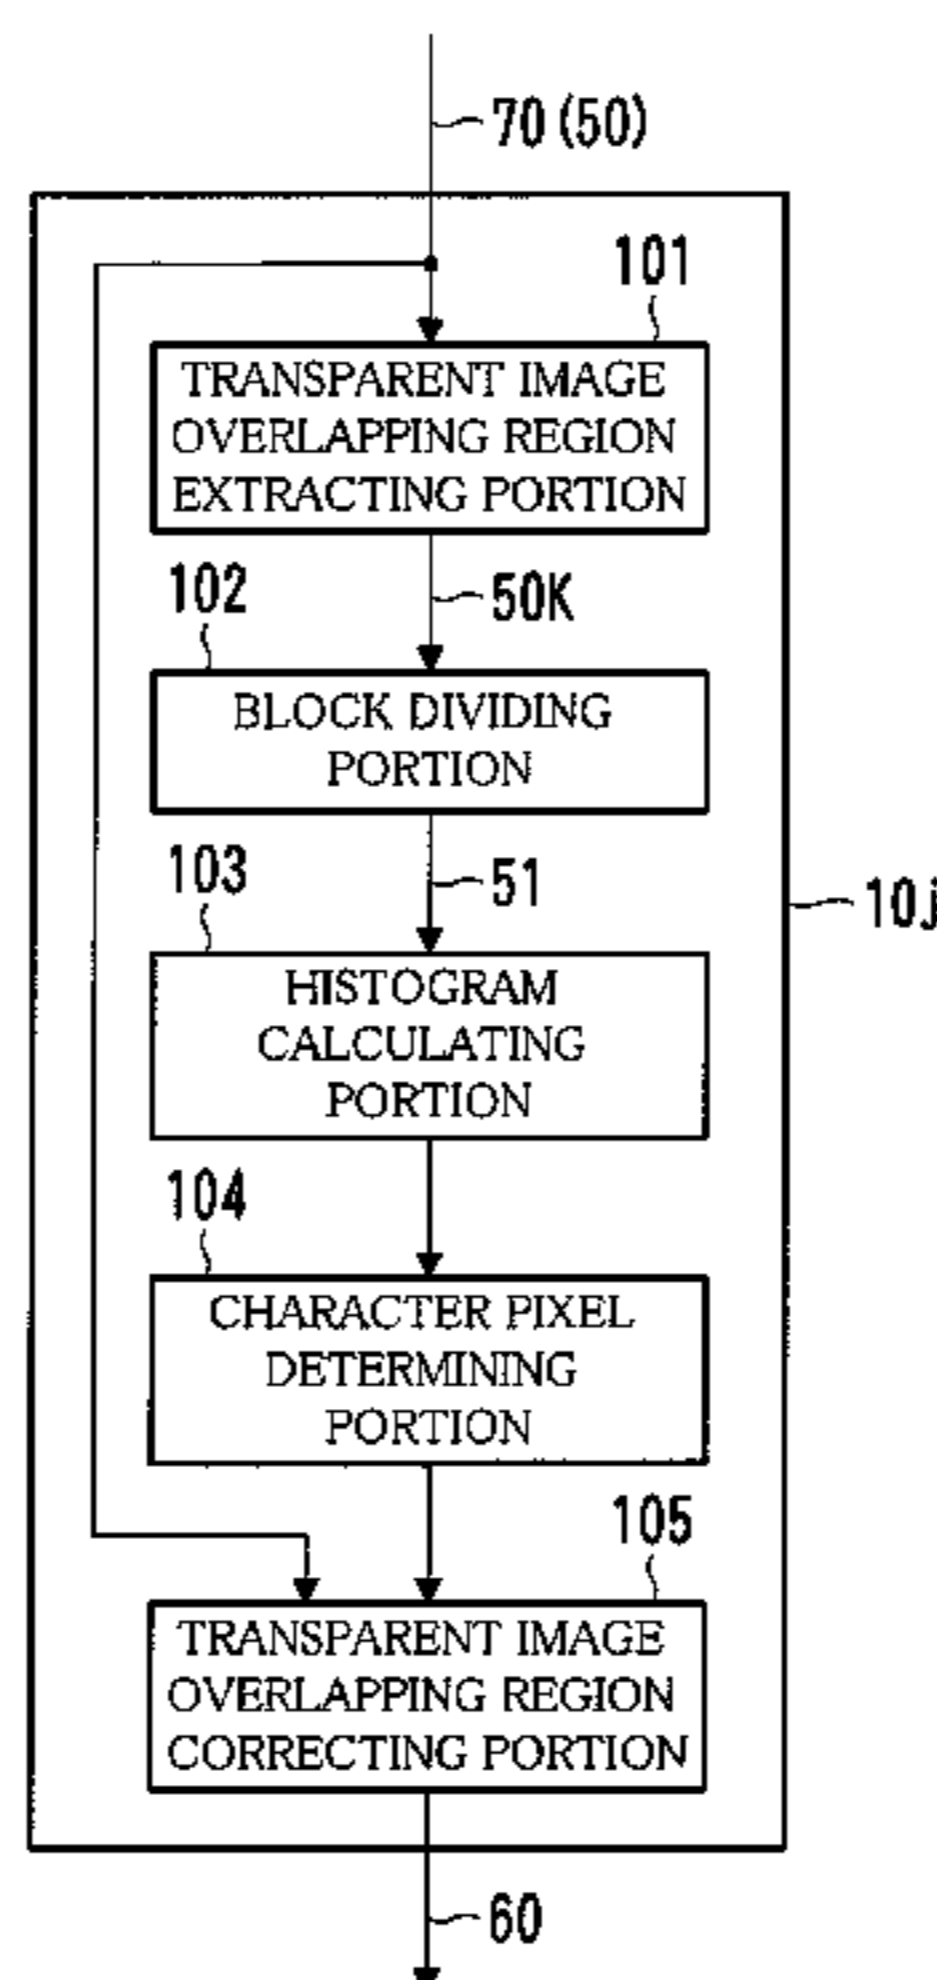 70 (50)
101
TRANSPARENT IMAGE
OVERLAPPING REGION
EXTRACTING PORTION
50K
102
BLOCK DIVIDING
PORTION
51
103
10j
HISTOGRAM
CALCULATING
PORTION
104
CHARACTER PIXEL
DETERMINING
PORTION
105
TRANSPARENT IMAGE
OVERLAPPING REGION
CORRECTING PORTION
60